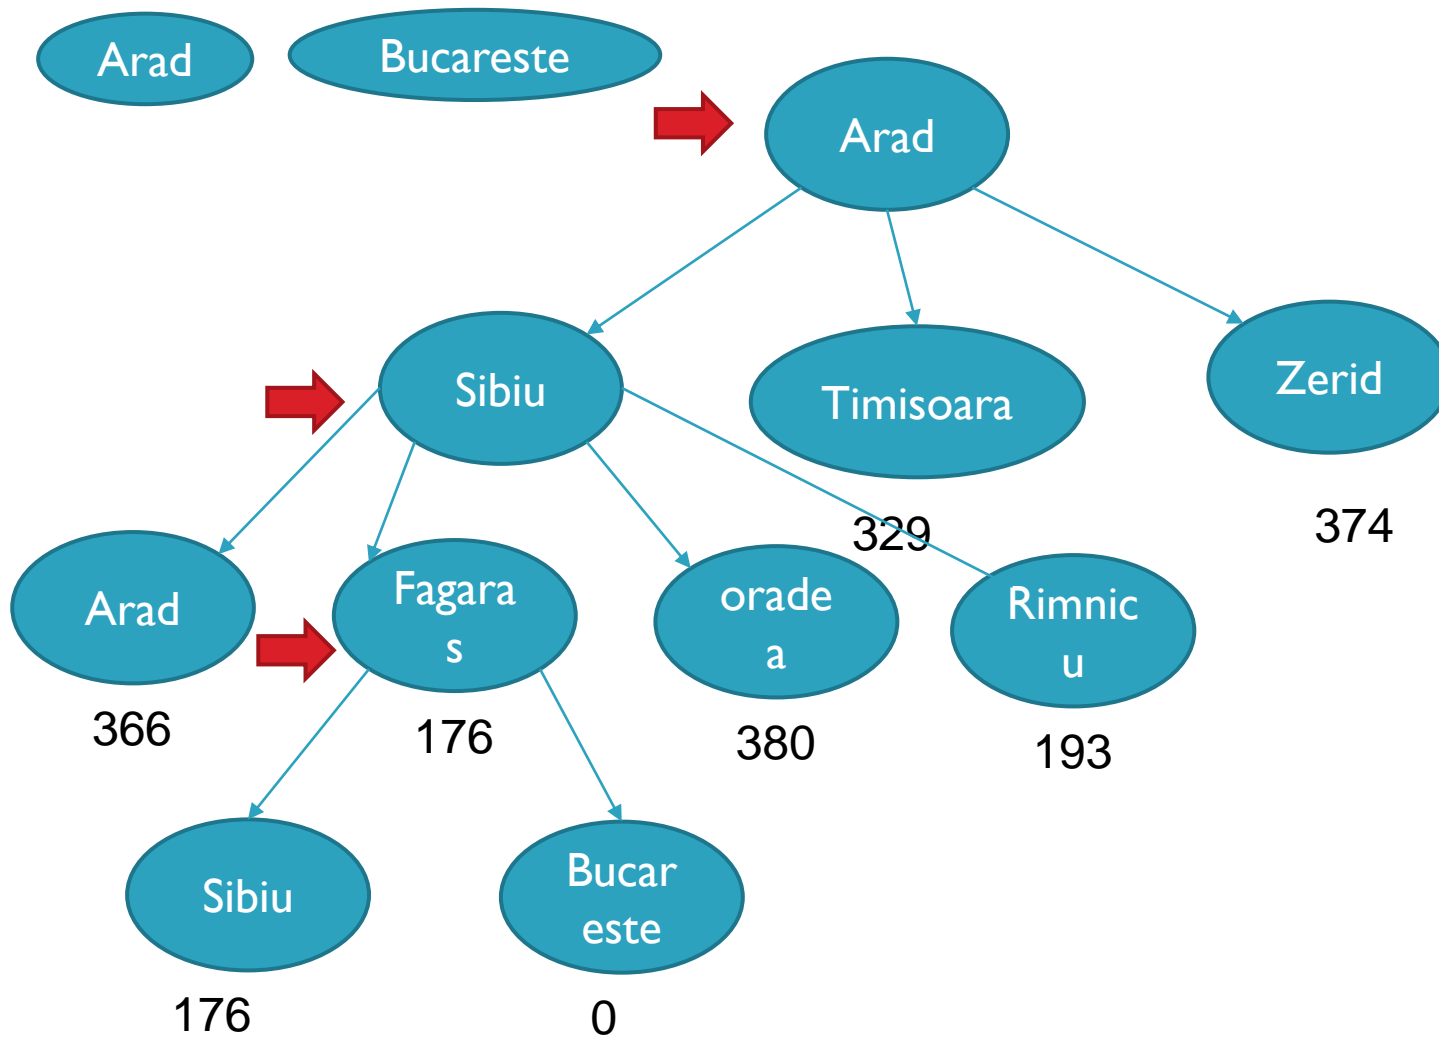 Arad
Bucareste
Arad
Sibiu
Timisoara
Zerid
329
374
Arad
Fagara
s
orade
a
Rimnic
u
366
176
380
193
Sibiu
Bucar
este
176
0